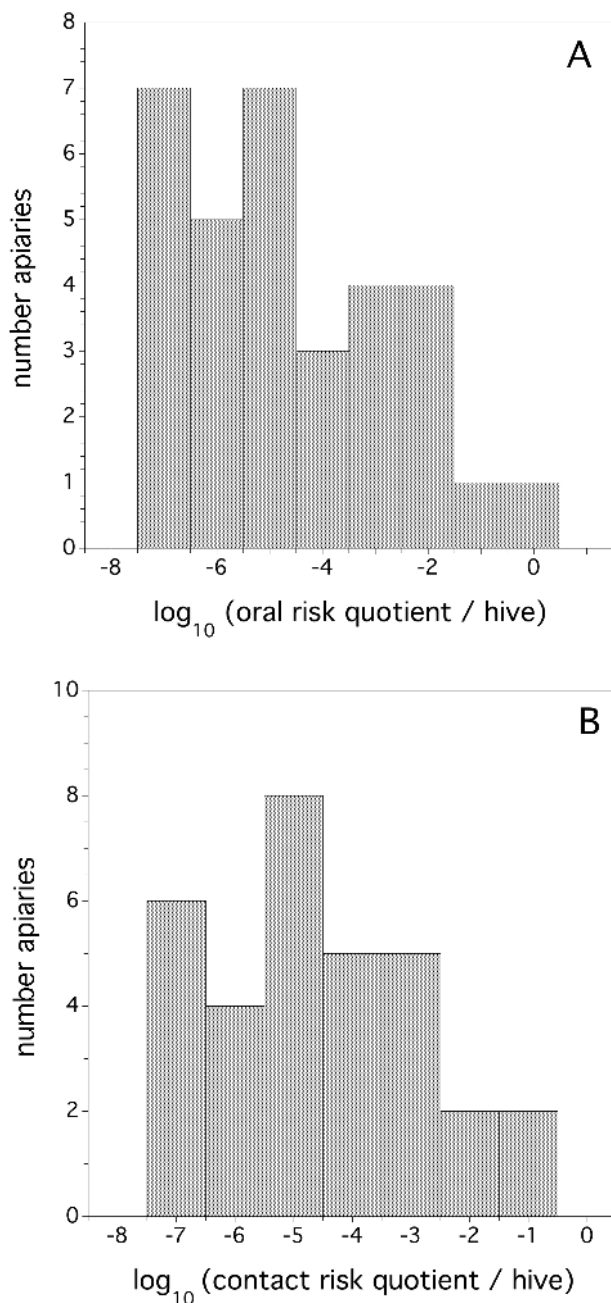 8
A
7
6
5
4
3
2
1
0
number apiaries
-8 -6 -4 -2 0
log10 (oral risk quotient / hive)
10
B
8
6
4
2
0
number apiaries
-8 -7 -6 -5 -4 -3 -2 -1 0
log10 (contact risk quotient / hive)